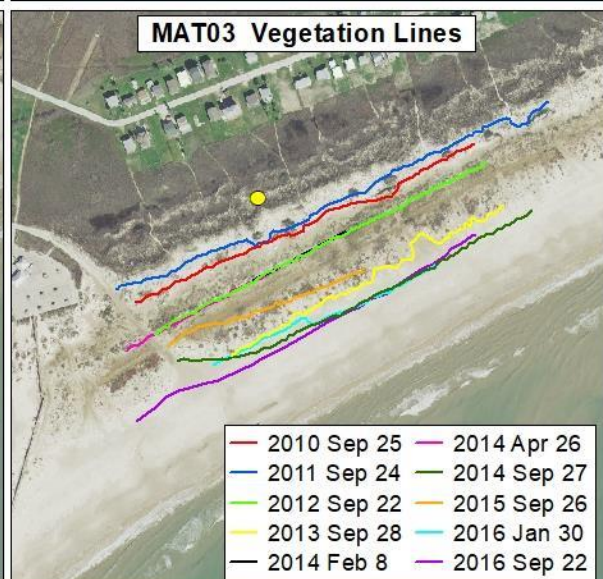 MAT03 Vegetation Lines
2010 Sep 25
2014 Apr 26
2011 Sep 24
2014 Sep 27
2012 Sep 22
2015 Sep 26
2013 Sep 28
2016 Jan 30
2014 Feb 8
2016 Sep 22